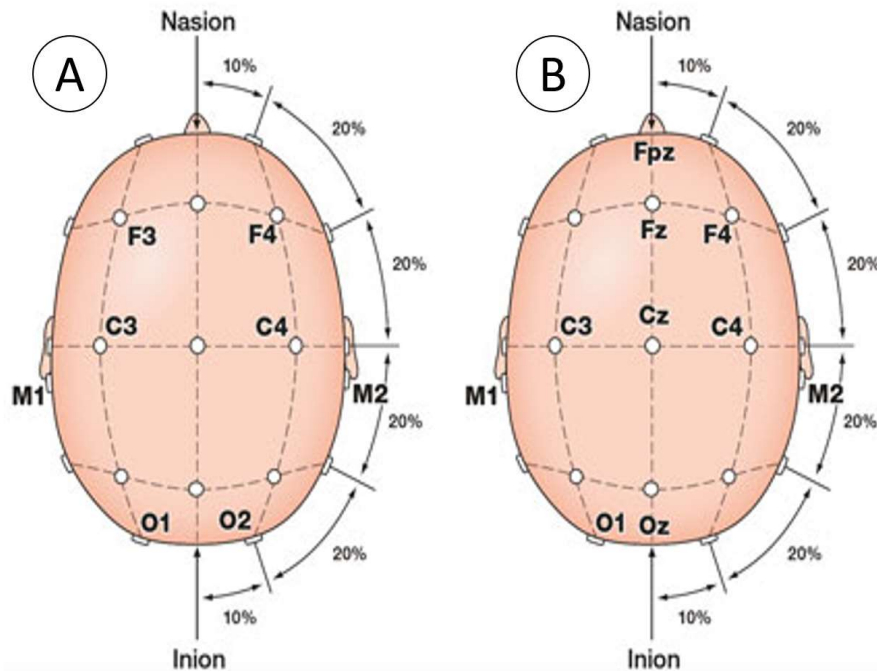 A
Nasion
10%
20%
20%
F3
F4
C3
C4
M1
M2
20%
O1
O2
20%
10%
Inion
B
Nasion
10%
20%
Fpz
Fz
F4
20%
C3
Cz
C4
M1
M2
20%
O1
Oz
20%
10%
Inion